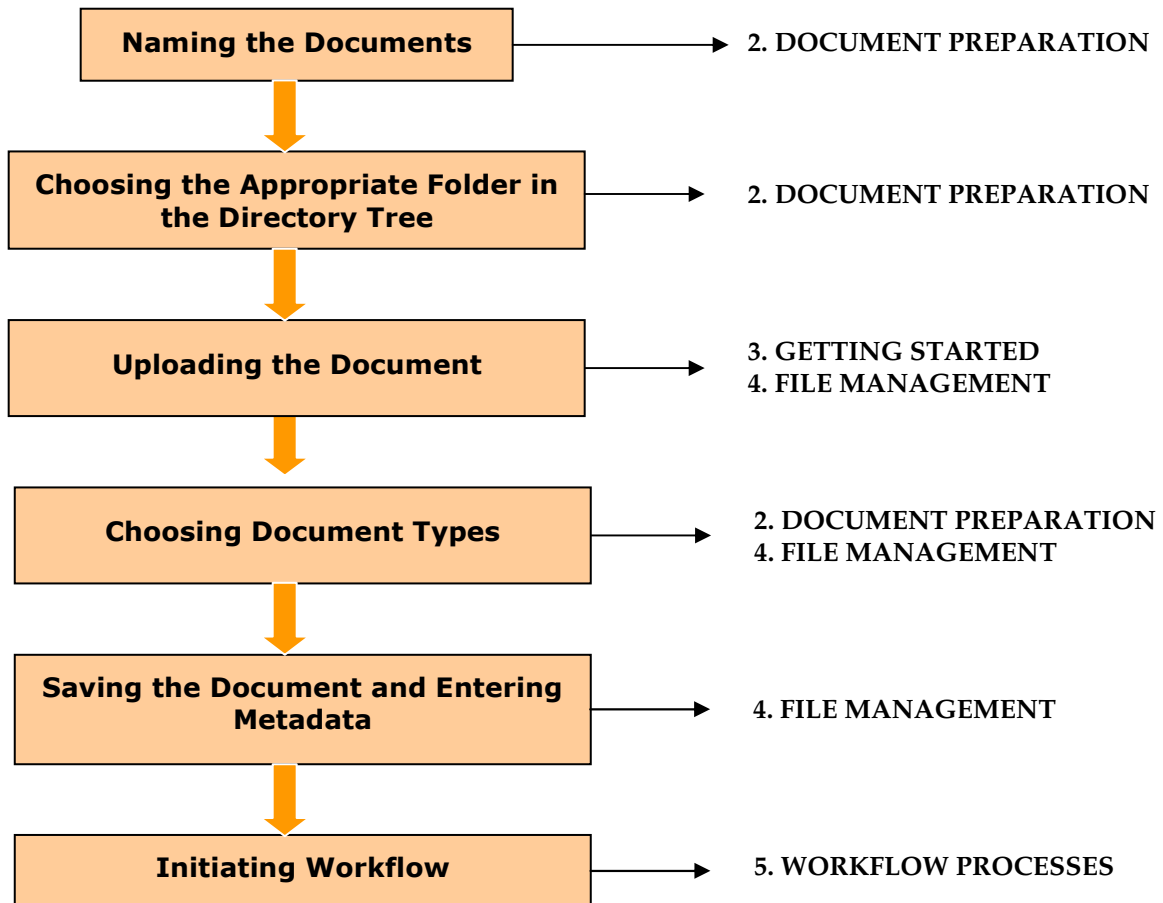 Naming the Documents
2. DOCUMENT PREPARATION
Choosing the Appropriate Folder in
the Directory Tree
2. DOCUMENT PREPARATION
Uploading the Document
3. GETTING STARTED
4. FILE MANAGEMENT
Choosing Document Types
2. DOCUMENT PREPARATION
4. FILE MANAGEMENT
Saving the Document and Entering
Metadata
4. FILE MANAGEMENT
Initiating Workflow
5. WORKFLOW PROCESSES